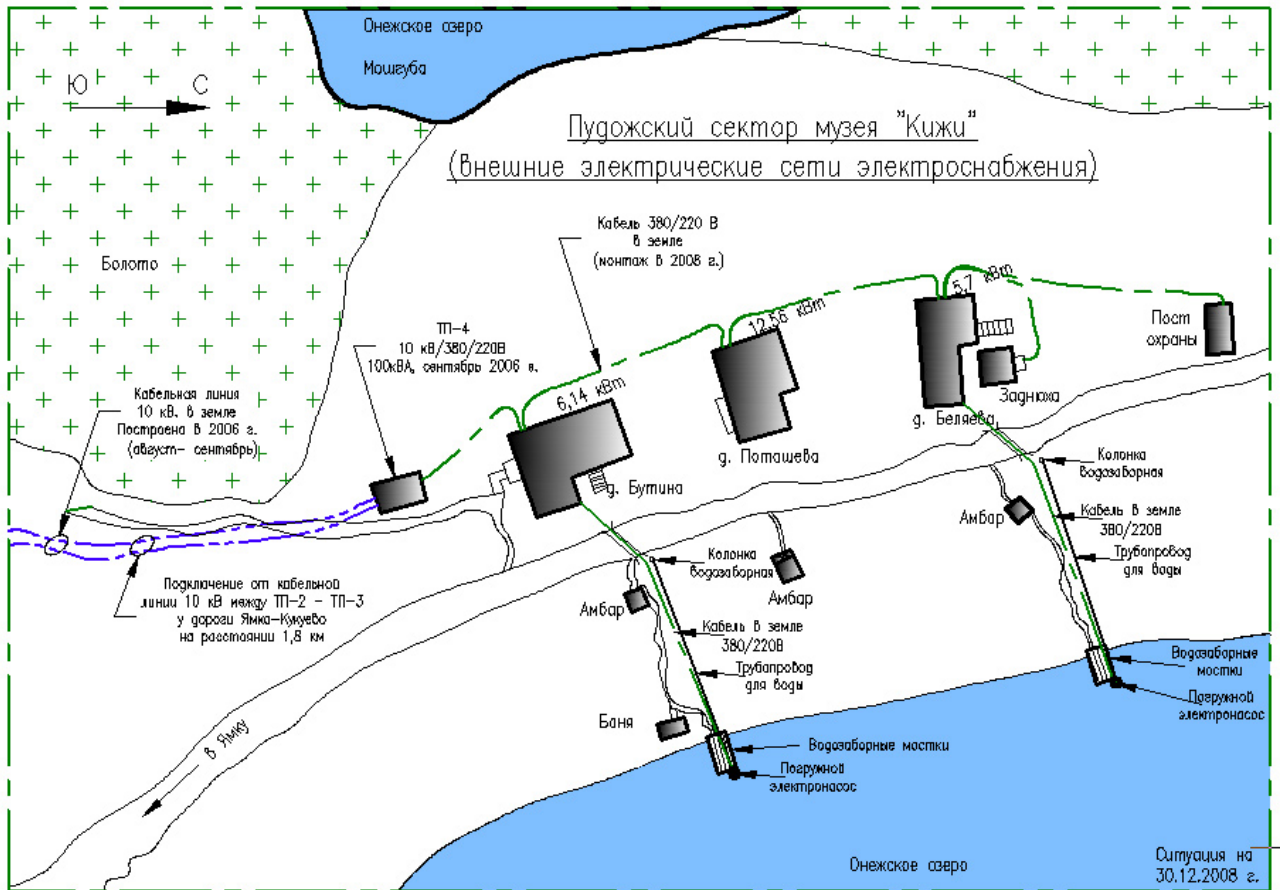 Онежское озеро
Мошгуба
Ю
С
Пудожский сектор музея "Кижи"
(внешние электрические сети электроснабжения)
Кабель 380/220 В
в земле
(монтаж в 2008 г.)
Болото
5,7 кВт
12,56 кВт
Пост
охраны
ТП-4
10 кВ/380/220В
100кВА, сентябрь 2006 г.
Заднюха
Кабельная линия
10 кВ. в земле
Построена в 2006 г.
(август- сентябрь)
6,14 кВт
д. Беляева
д. Поташева
д. Бутина
Колонка
водозаборная
Амбар
Кабель в земле
380/220В
Трубапровод
для воды
Колонка
водозаборная
Амбар
Подключение от кабельной
линии 10 кВ между ТП-2 - ТП-3
у дороги Ямка-Кукуево
на расстоянии 1,8 км
Амбар
Кабель в земле
380/220В
Трубапровод
для воды
Водозаборные
мостки
Погружной
электронасос
Баня
в Ямку
Водозаборные мостки
Погружной
электронасос
Онежское озеро
Ситуация на
30.12.2008 г.